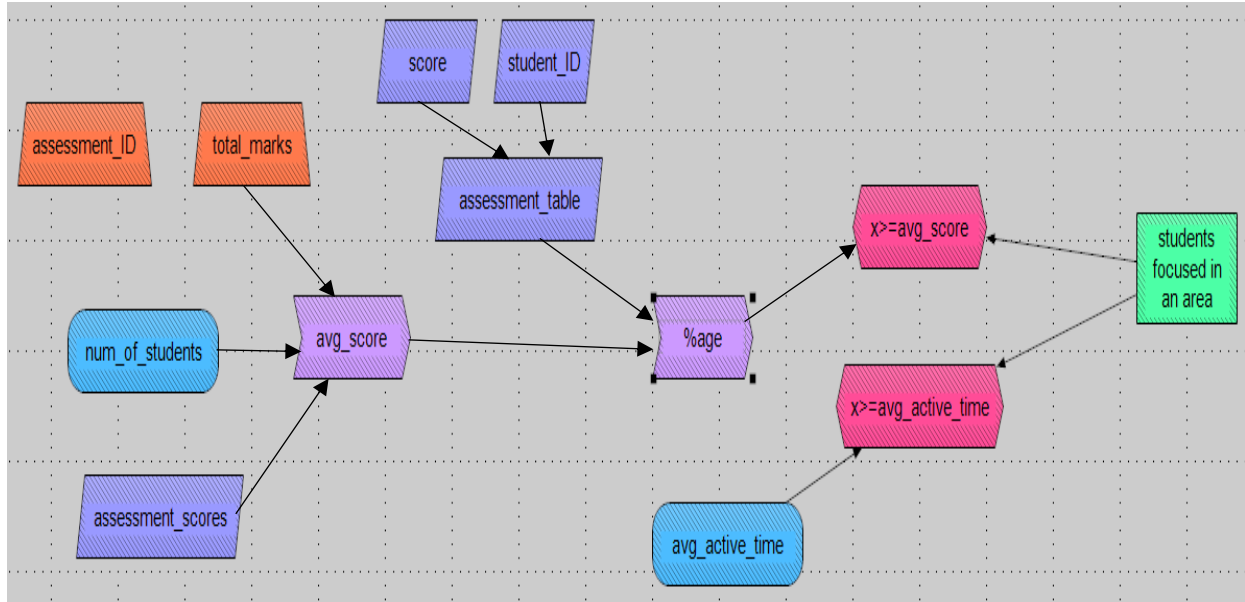 score
student_ID
assessment_ID
total_marks
assessment_table
x>=avg_score
students
focused in
an area
num_of_students
avg_score
%age
x>=avg_active_time
assessment_scores
avg_active_time